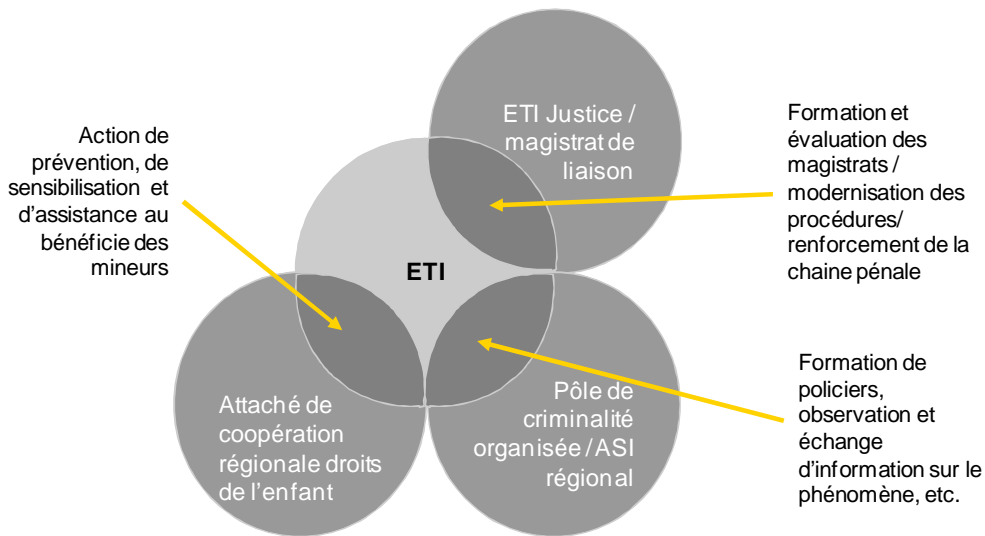 Action de
prévention, de
sensibilisation et
d'assistance au
bénéficie des
mineurs
ETI Justice /
magistrat de
liaison
Formation et
évaluation des
magistrats /
modernisation des
procédures/
renforcement de la
chaine pénale
ETI
Attaché de
coopération
régionale droits
de l'enfant
Pôle de
criminalité
organisée / ASI
régional
Formation de
policiers,
observation et
échange
d'information sur le
phénomène, etc.